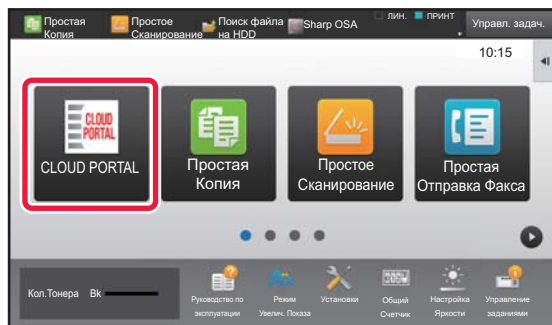 Простая
Копия
Простое
Сканирование
Поиск файла
на HDD
Sharp OSA
ЛИН.
ПРИНТ
Управл. задач.
10:15
CLOUD
PORTAL
CLOUD PORTAL
Простая
Копия
Простое
Сканирование
Простая
Отправка Факса
Кол.Тонера Bk
Руководство по
эксплуатации
Режим
Увелич. Показа
Установки
Общий
Счетчик
Настройка
Яркости
Управление
заданиями